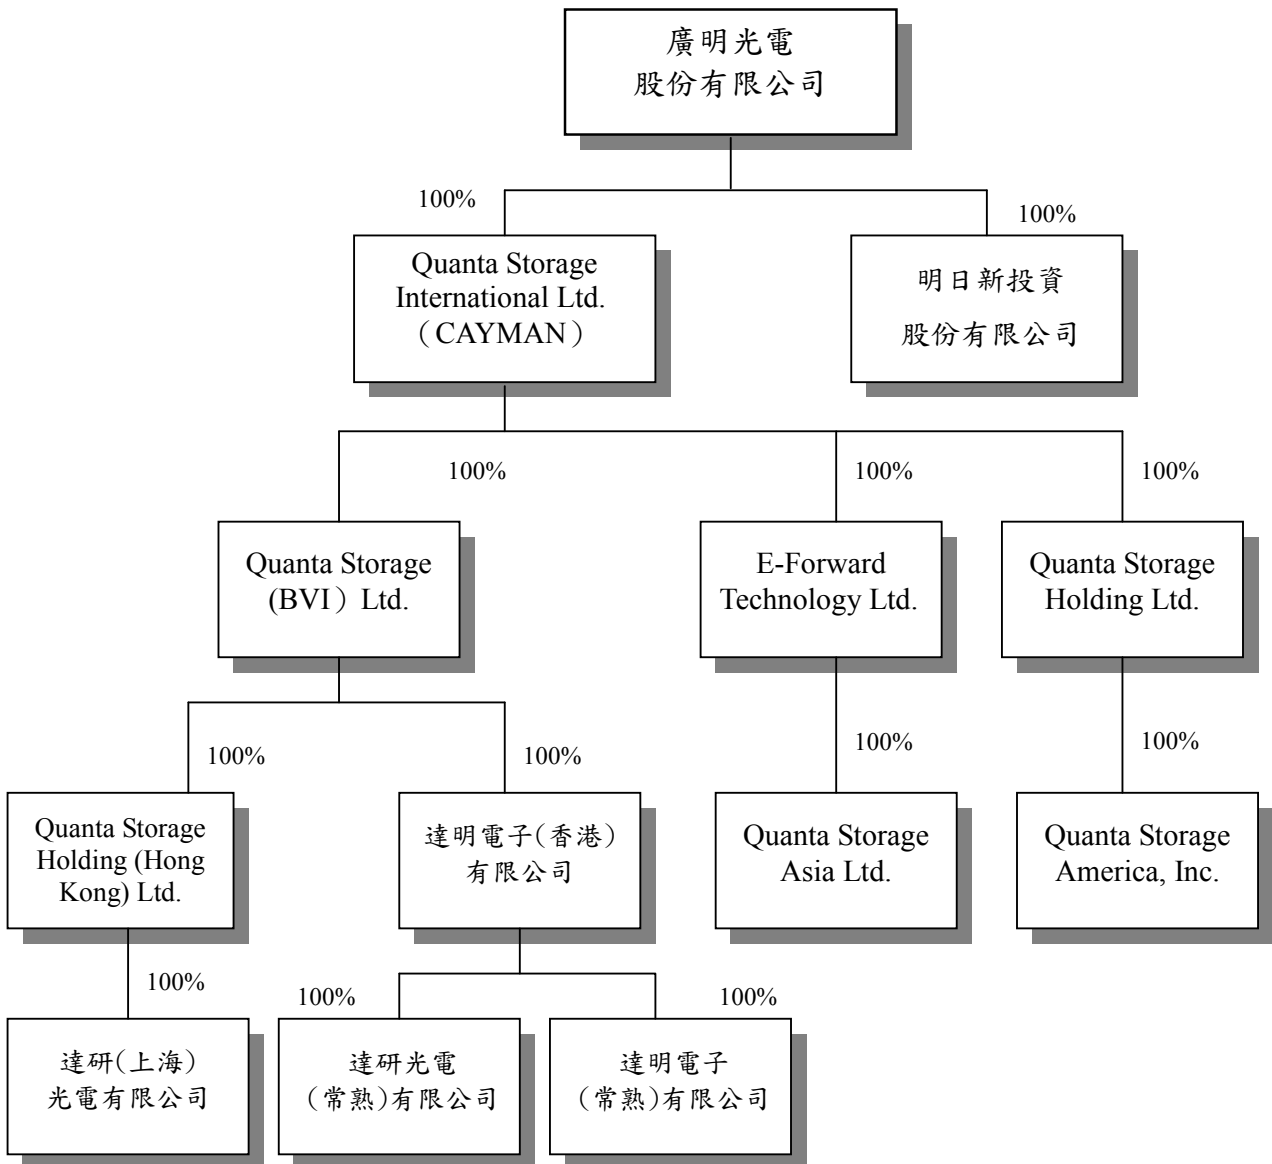 廣明光電
股份有限公司
100%
100%
Quanta Storage
International Ltd.
（CAYMAN）
明日新投資
股份有限公司
100%
100%
100%
Quanta Storage
(BVI）Ltd.
E-Forward
Technology Ltd.
Quanta Storage
Holding Ltd.
100%
100%
100%
100%
Quanta Storage
Holding (Hong
Kong) Ltd.
達明電子(香港)
有限公司
Quanta Storage
Asia Ltd.
Quanta Storage
America, Inc.
100%
100%
100%
達研(上海)
光電有限公司
達研光電
(常熟)有限公司
達明電子
(常熟)有限公司